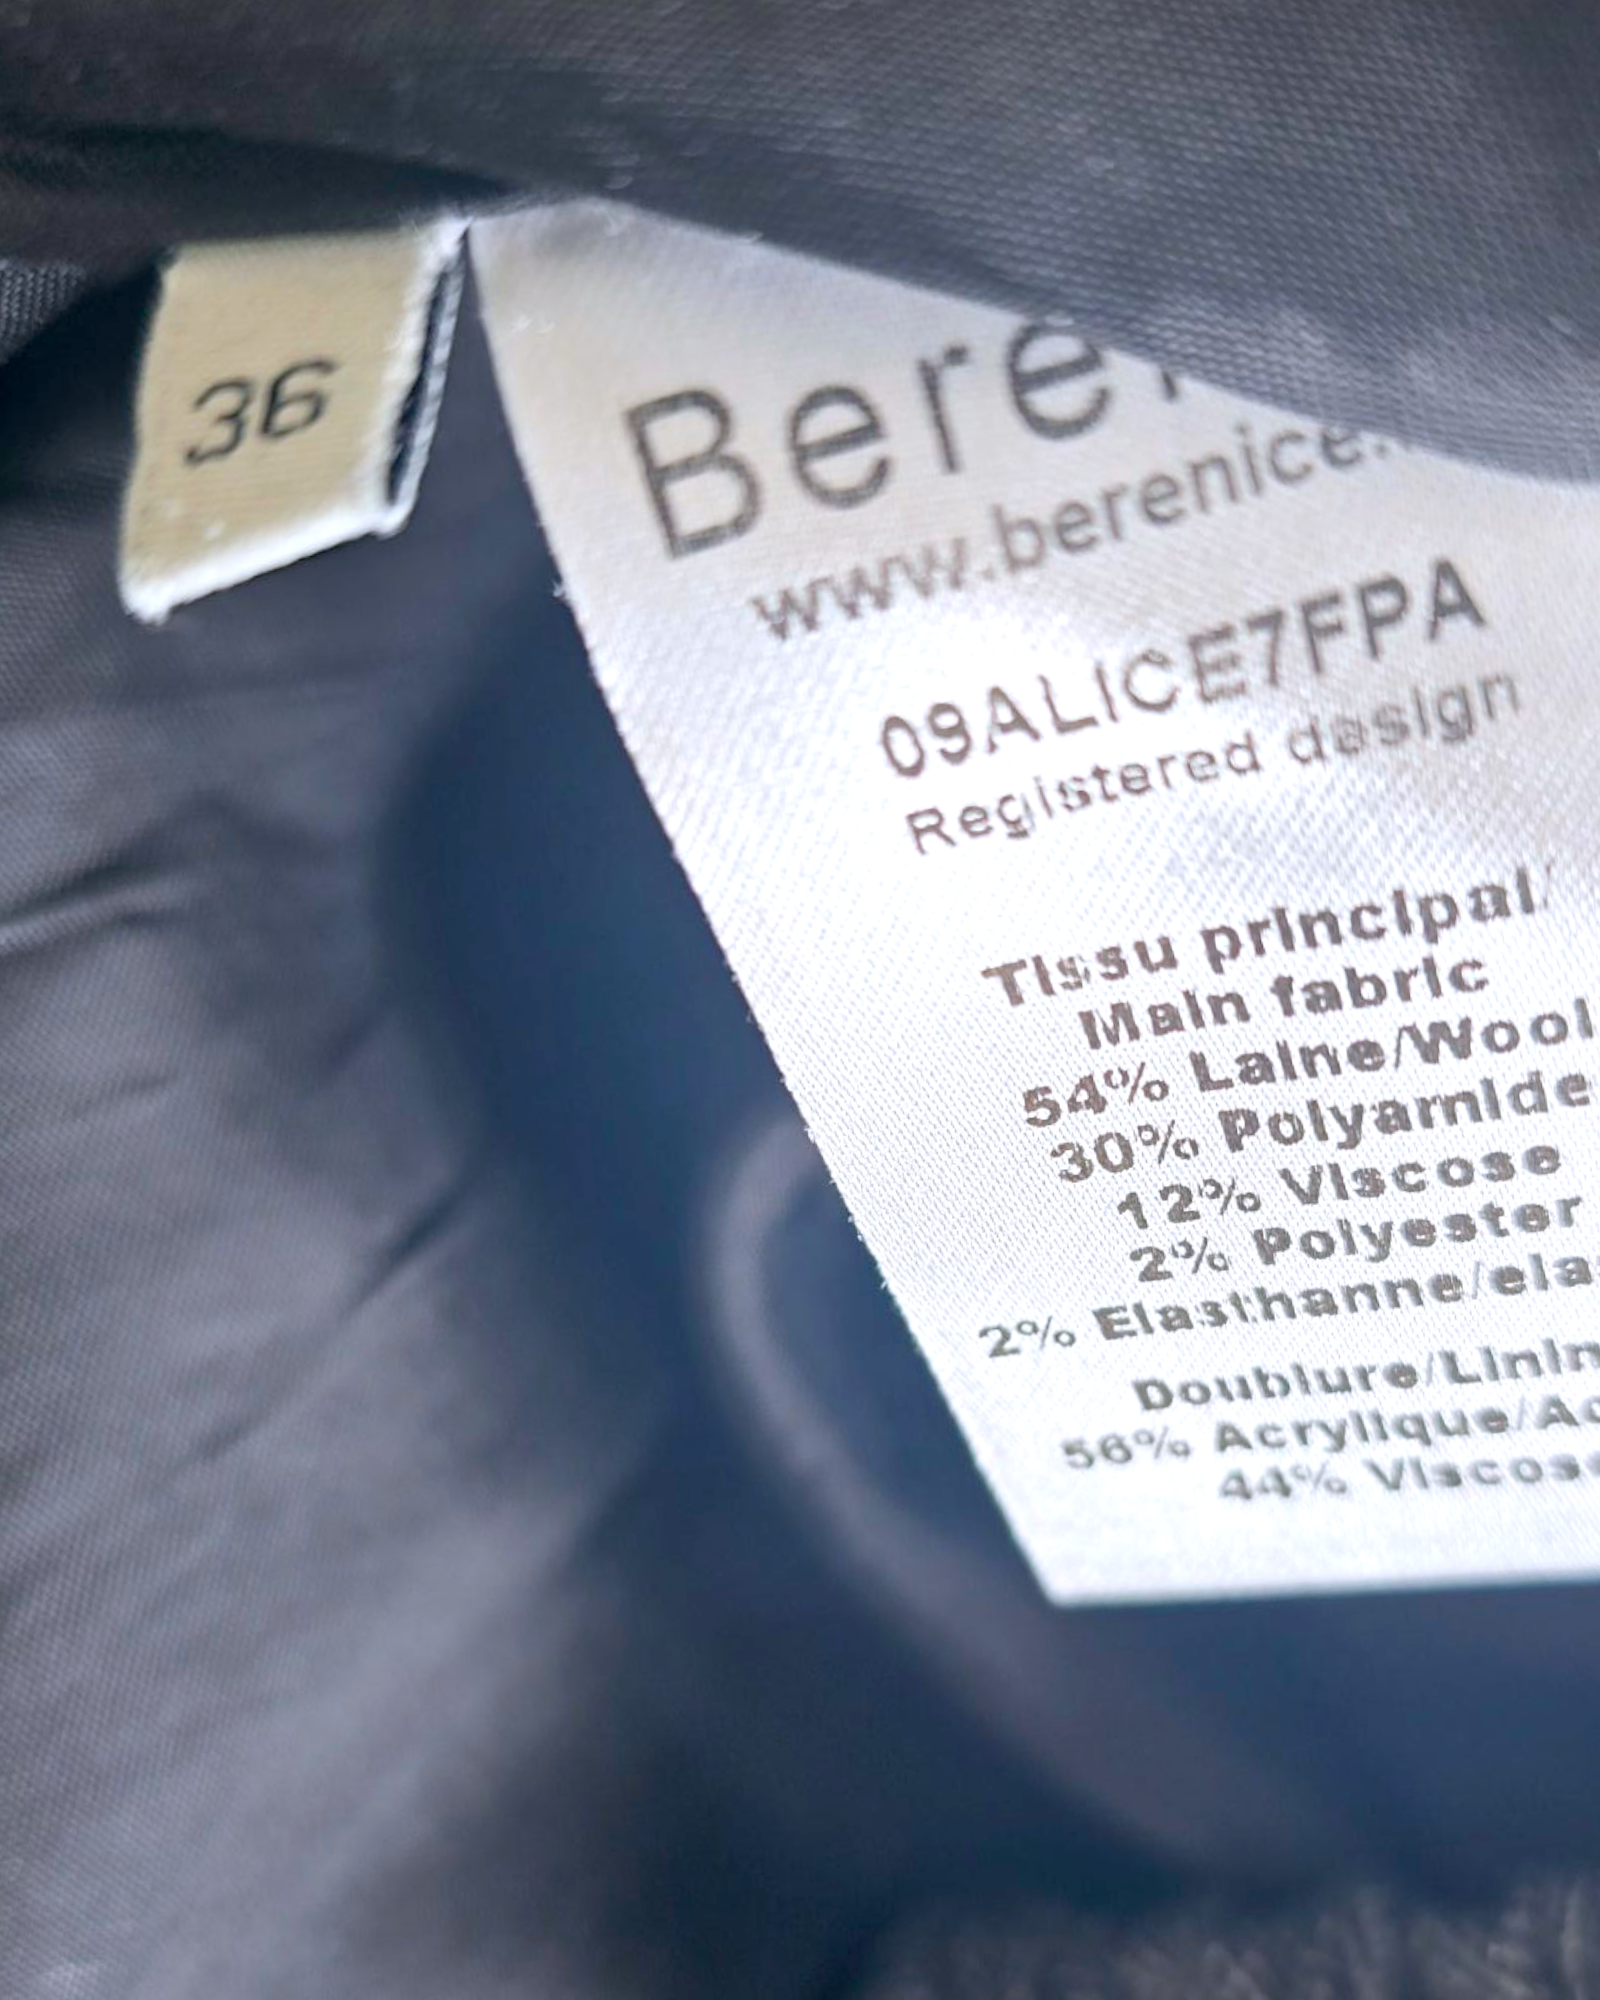 36
Bere
www.berenice.
09ALICE7FPA
Registered design
Tissu principal/
Main fabric
54% Laine/Wool
30% Polyamide
12% Viscose
2% Polyester
2% Elasthanne/ela
Doublure/Linin
56% Acrylique/Ac
44% Viscose